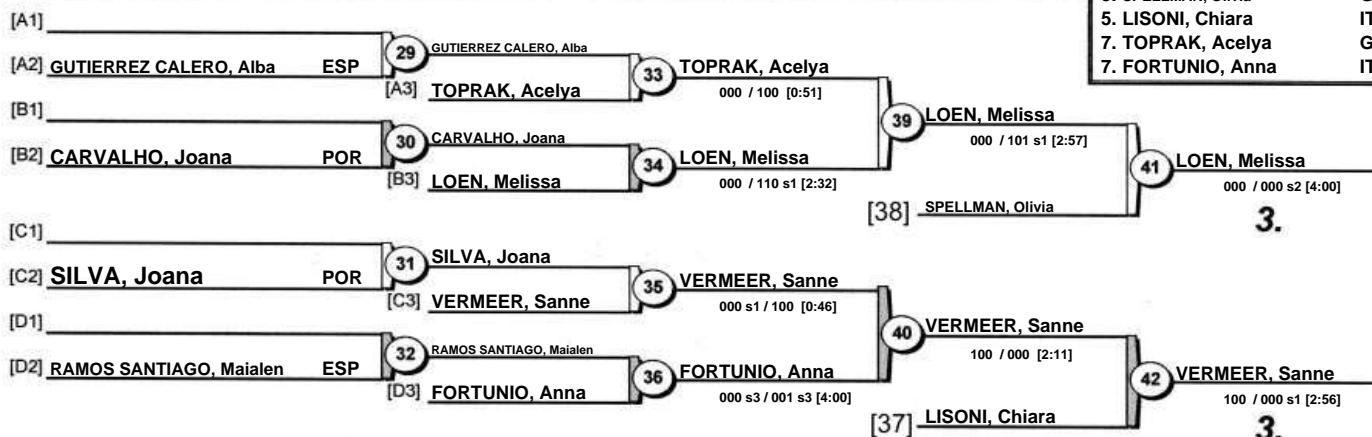 5. LISONI, Chiara
7. TOPRAK, Acelya
7. FORTUNIO, Anna
[A1]
[A2] GUTIERREZ CALERO, Alba ESP
29 GUTIERREZ CALERO, Alba
[A3] TOPRAK, Acelya
33 TOPRAK, Acelya
000 / 100 [0:51]
[B1]
[B2] CARVALHO, Joana POR
30 CARVALHO, Joana
[B3] LOEN, Melissa
34 LOEN, Melissa
000 / 110 s1 [2:32]
39 LOEN, Melissa
000 / 101 s1 [2:57]
[38] SPELLMAN, Olivia
41 LOEN, Melissa
000 / 000 s2 [4:00]
3.
[C1]
[C2] SILVA, Joana POR
31 SILVA, Joana
[C3] VERMEER, Sanne
35 VERMEER, Sanne
000 s1 / 100 [0:46]
[D1]
[D2] RAMOS SANTIAGO, Maialen ESP
32 RAMOS SANTIAGO, Maialen
[D3] FORTUNIO, Anna
36 FORTUNIO, Anna
000 s3 / 001 s3 [4:00]
40 VERMEER, Sanne
100 / 000 [2:11]
[37] LISONI, Chiara
42 VERMEER, Sanne
100 / 000 s1 [2:56]
3.